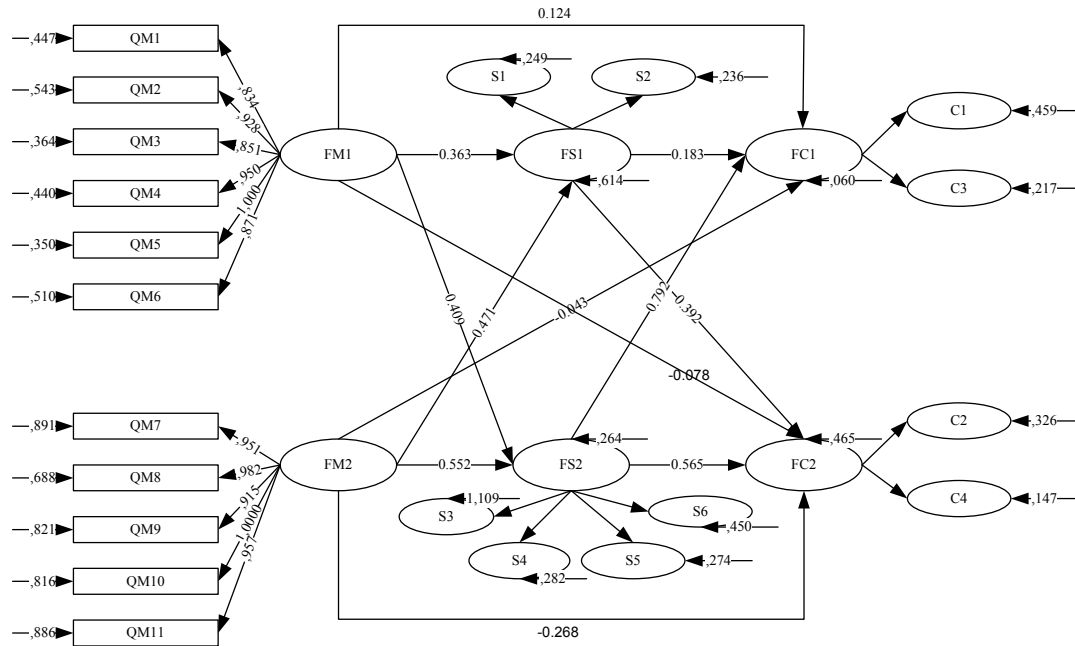 0.124
,447
QM1
,834
,249
S1
S2
,236
,543
QM2
,928
C1
,459
,364
QM3
,851
FM1
0.363
FS1
0.183
FC1
,440
QM4
,950
,614
,060
C3
,217
,350
QM5
1,000
,510
QM6
,871
0.409
0.471
-0.043
0.792
-0.392
-0.078
,891
QM7
,951
,264
,465
C2
,326
,688
QM8
,982
FM2
0.552
FS2
0.565
FC2
,821
QM9
,915
S3
1,109
S6
,450
C4
,147
,816
QM10
1,0000
S4
,282
S5
,274
,886
QM11
,957
-0.268